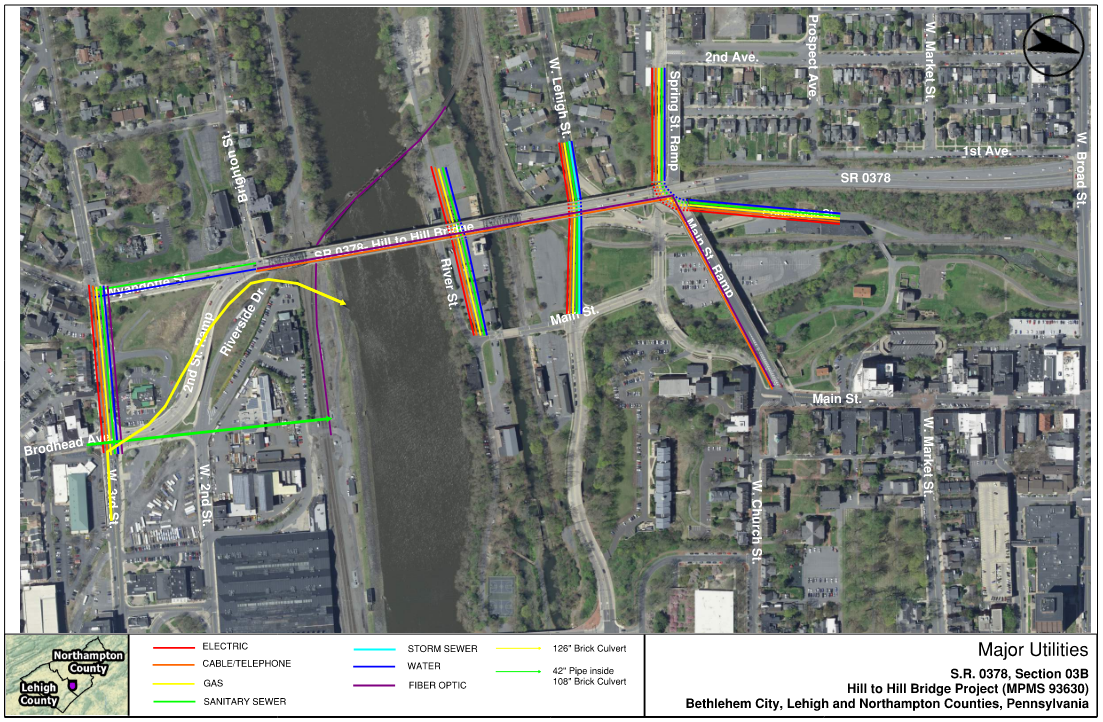 2nd Ave.
Prospect Ave.
W. Market St.
W. Lehigh St.
Spring St. Ramp
1st Ave.
W. Broad St.
SR 0378
Brighton St.
SR 0378- Hill to Hill Bridge
Main St. Ramp
Wyandotte St.
River St.
Riverside Dr.
2nd St. Ramp
Main St.
Main St.
Brodhead Ave.
W. 3rd St.
W. 2nd St.
W. Church St.
W. Market St.
Northampton
County
Lehigh
County
ELECTRIC
CABLE/TELEPHONE
GAS
SANITARY SEWER
STORM SEWER
WATER
FIBER OPTIC
126" Brick Culvert
42" Pipe inside
108" Brick Culvert
Major Utilities
S.R. 0378, Section 03B
Hill to Hill Bridge Project (MPMS 93630)
Bethlehem City, Lehigh and Northampton Counties, Pennsylvania